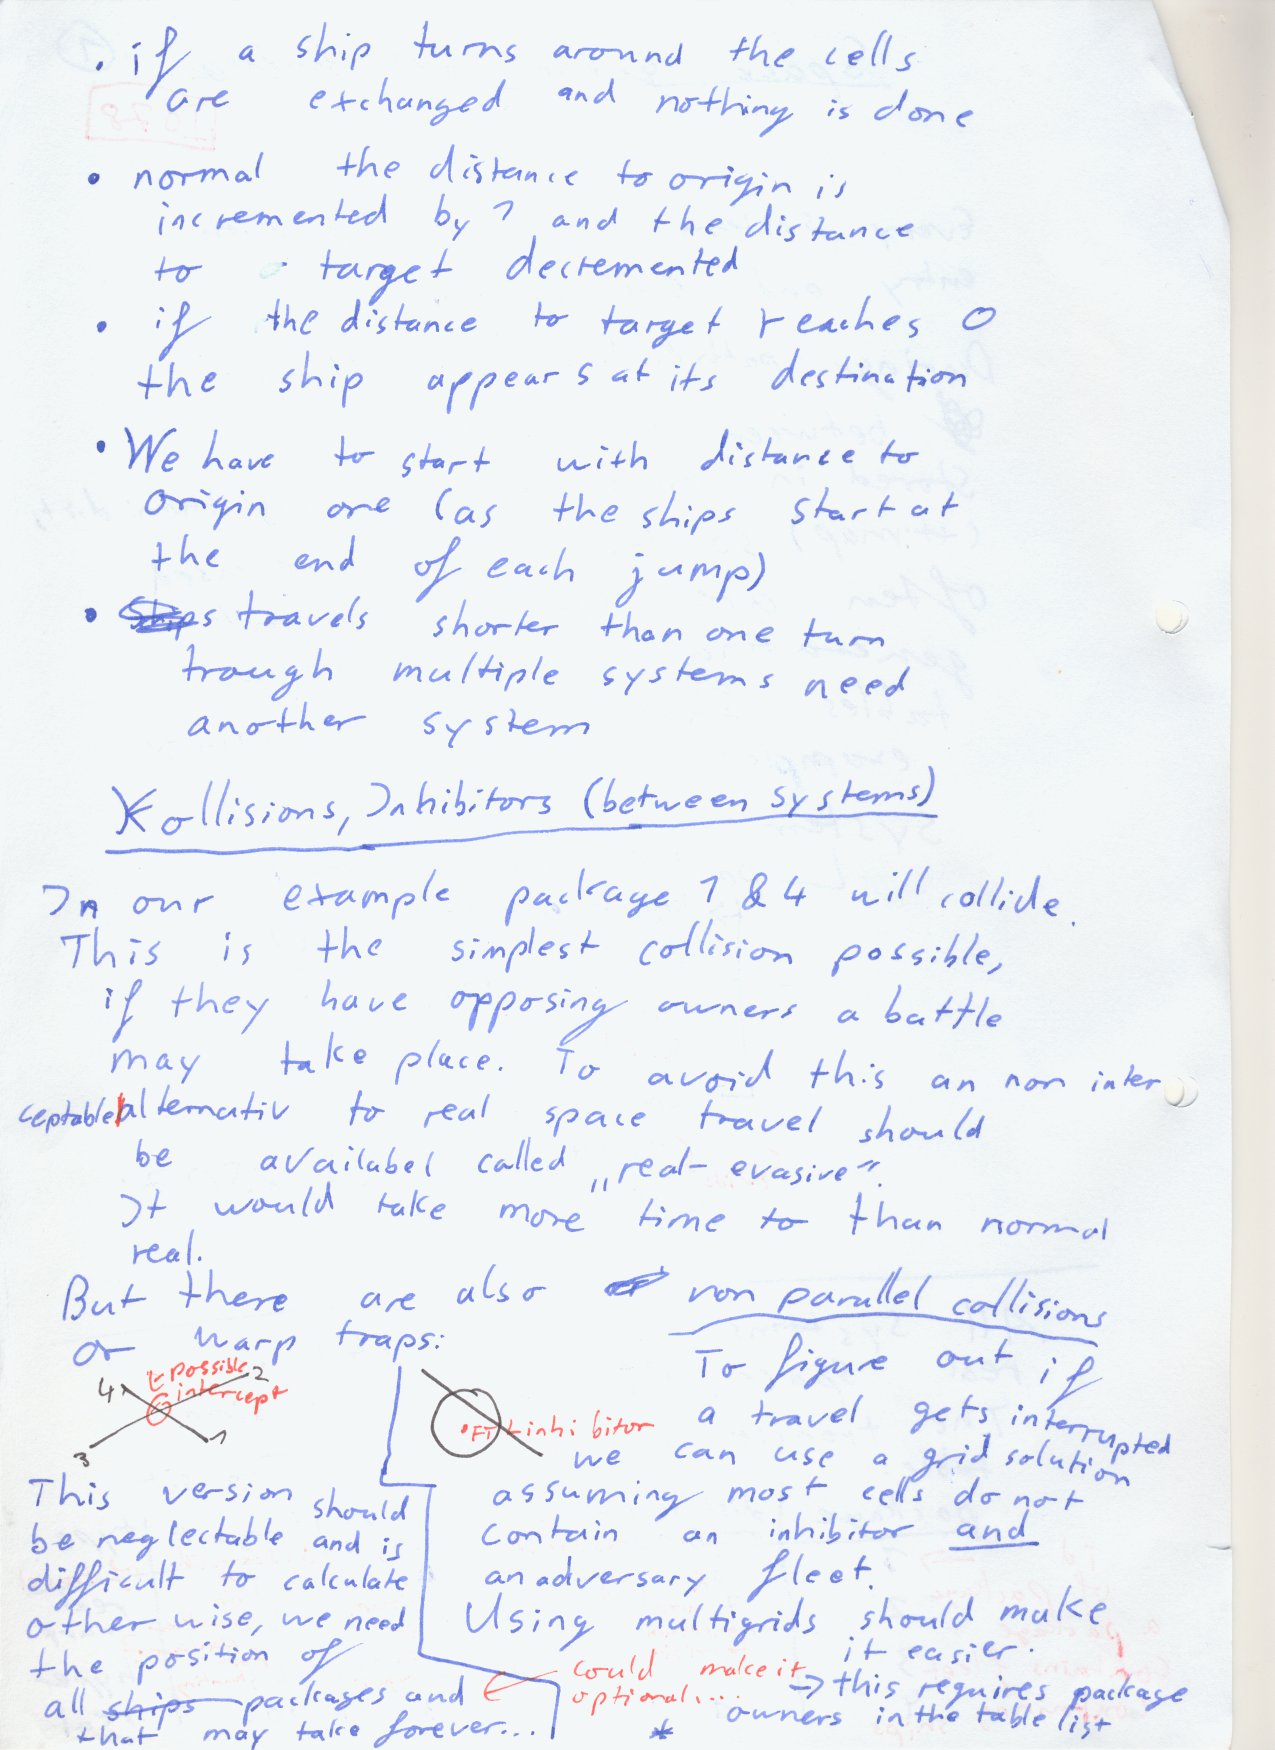 • if a ship turns around the cells
are exchanged and nothing is done
• normal the distance to origin is
incremented by 1 and the distance
to target decremented
• if the distance to target reaches 0
the ship appears at its destination
• We have to start with distance to
origin one (as the ships start at
the end of each jump)
• Ships travels shorter than one turn
trough multiple systems need
another system
Kollisions, Inhibitors (between systems)
In our example package 1 & 4 will collide.
This is the simplest collision possible,
if they have opposing owners a battle
may take place. To avoid this an non inter
ceptable alternativ to real space travel should
be availabel called „real-evasive“.
It would take more time to than normal
real.
But there are also non parallel collisions
or warp traps:
4 2
possible
intercept
3 1
This version should
be neglectable and is
difficult to calculate
other wise, we need
the position of
all ships packages and
that may take forever...
could make it
optional...
inhibitor
To figure out if
a travel gets interrupted
we can use a grid solution
assuming most cells do not
contain an inhibitor and
an adversary fleet.
Using multigrids should make
it easier.
→ this requires package
owners in the table list
*